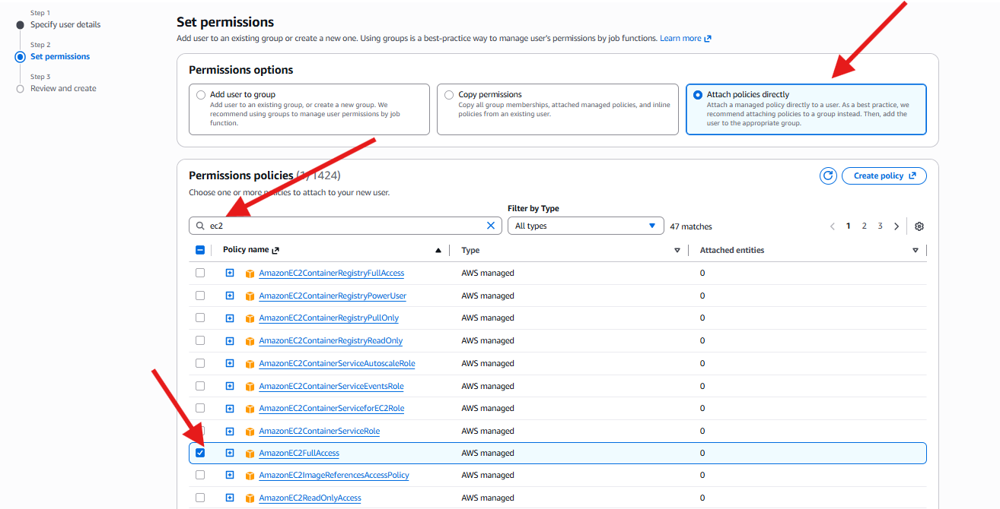 Step 1
Specify user details
Step 2
Set permissions
Step 3
Review and create
Set permissions
Add user to an existing group or create a new one. Using groups is a best-practice way to manage user's permissions by job functions. Learn more
Permissions options
Add user to group
Add user to an existing group, or create a new group. We
recommend using groups to manage user permissions by job
function.
Copy permissions
Copy all group memberships, attached managed policies, and inline
policies from an existing user.
Attach policies directly
Attach a managed policy directly to a user. As a best practice, we
recommend attaching policies to a group instead. Then, add the
user to the appropriate group.
Permissions policies (1/1424)
Create policy
Choose one or more policies to attach to your new user.
Filter by Type
ec2
All types
47 matches
1 2 3
Policy name Type Attached entities
AmazonEC2ContainerRegistryFullAccess AWS managed 0
AmazonEC2ContainerRegistryPowerUser AWS managed 0
AmazonEC2ContainerRegistryPullOnly AWS managed 0
AmazonEC2ContainerRegistryReadOnly AWS managed 0
AmazonEC2ContainerServiceAutoscaleRole AWS managed 0
AmazonEC2ContainerServiceEventsRole AWS managed 0
AmazonEC2ContainerServiceforEC2Role AWS managed 0
AmazonEC2ContainerServiceRole AWS managed 0
AmazonEC2FullAccess AWS managed 0
AmazonEC2ImageReferencesAccessPolicy AWS managed 0
AmazonEC2ReadOnlyAccess AWS managed 0